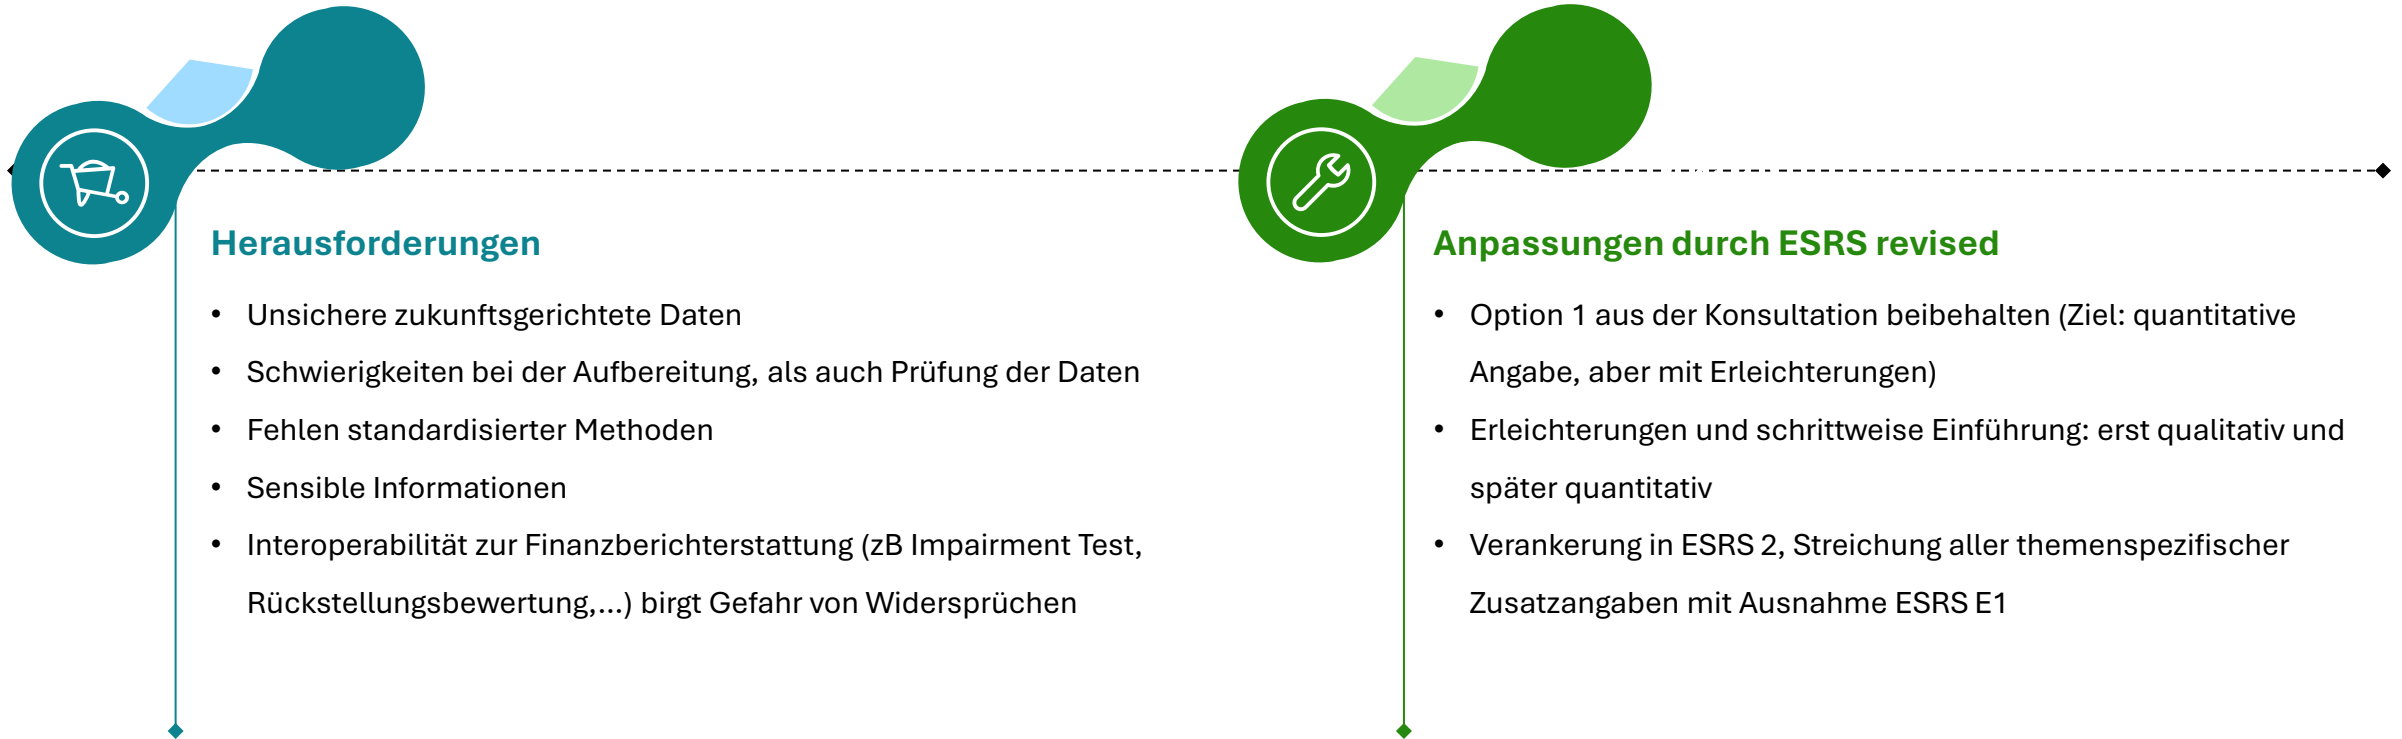 Herausforderungen
• Unsichere zukunftsgerichtete Daten
• Schwierigkeiten bei der Aufbereitung, als auch Prüfung der Daten
• Fehlen standardisierter Methoden
• Sensible Informationen
• Interoperabilität zur Finanzberichterstattung (zB Impairment Test,
Rückstellungsbewertung,...) birgt Gefahr von Widersprüchen
Anpassungen durch ESRS revised
• Option 1 aus der Konsultation beibehalten (Ziel: quantitative
Angabe, aber mit Erleichterungen)
• Erleichterungen und schrittweise Einführung: erst qualitativ und
später quantitativ
• Verankerung in ESRS 2, Streichung aller themenspezifischer
Zusatzangaben mit Ausnahme ESRS E1